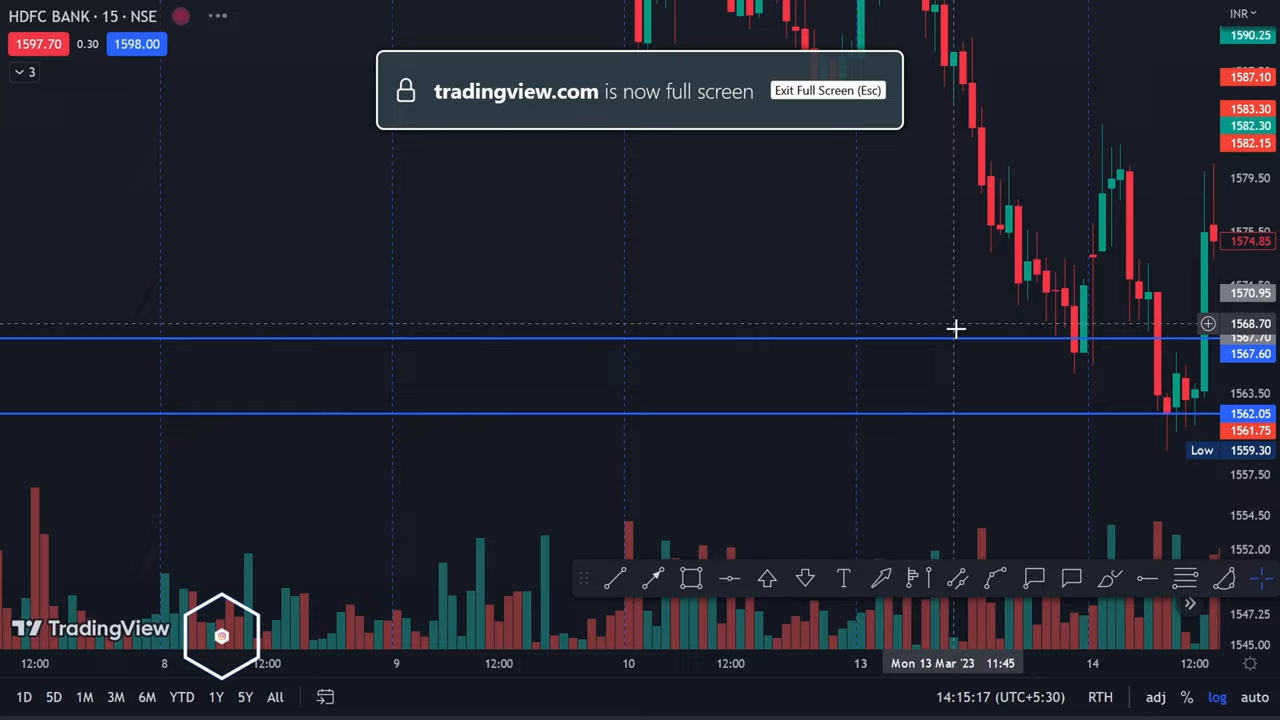 HDFC BANK · 15 · NSE
1597.70 0.30 1598.00
3
tradingview.com is now full screen Exit Full Screen (Esc)
INR
1590.25
1587.10
1583.30
1582.30
1582.15
1579.50
1574.85
1570.95
1568.70
1567.70
1567.60
1563.50
1562.05
1561.75
Low 1559.30
1557.50
1554.50
1552.00
1547.25
1545.00
TradingView
12:00 8 12:00 9 12:00 10 12:00 13 Mon 13 Mar '23 11:45 14 12:00
1D 5D 1M 3M 6M YTD 1Y 5Y All 14:15:17 (UTC+5:30) RTH adj % log auto